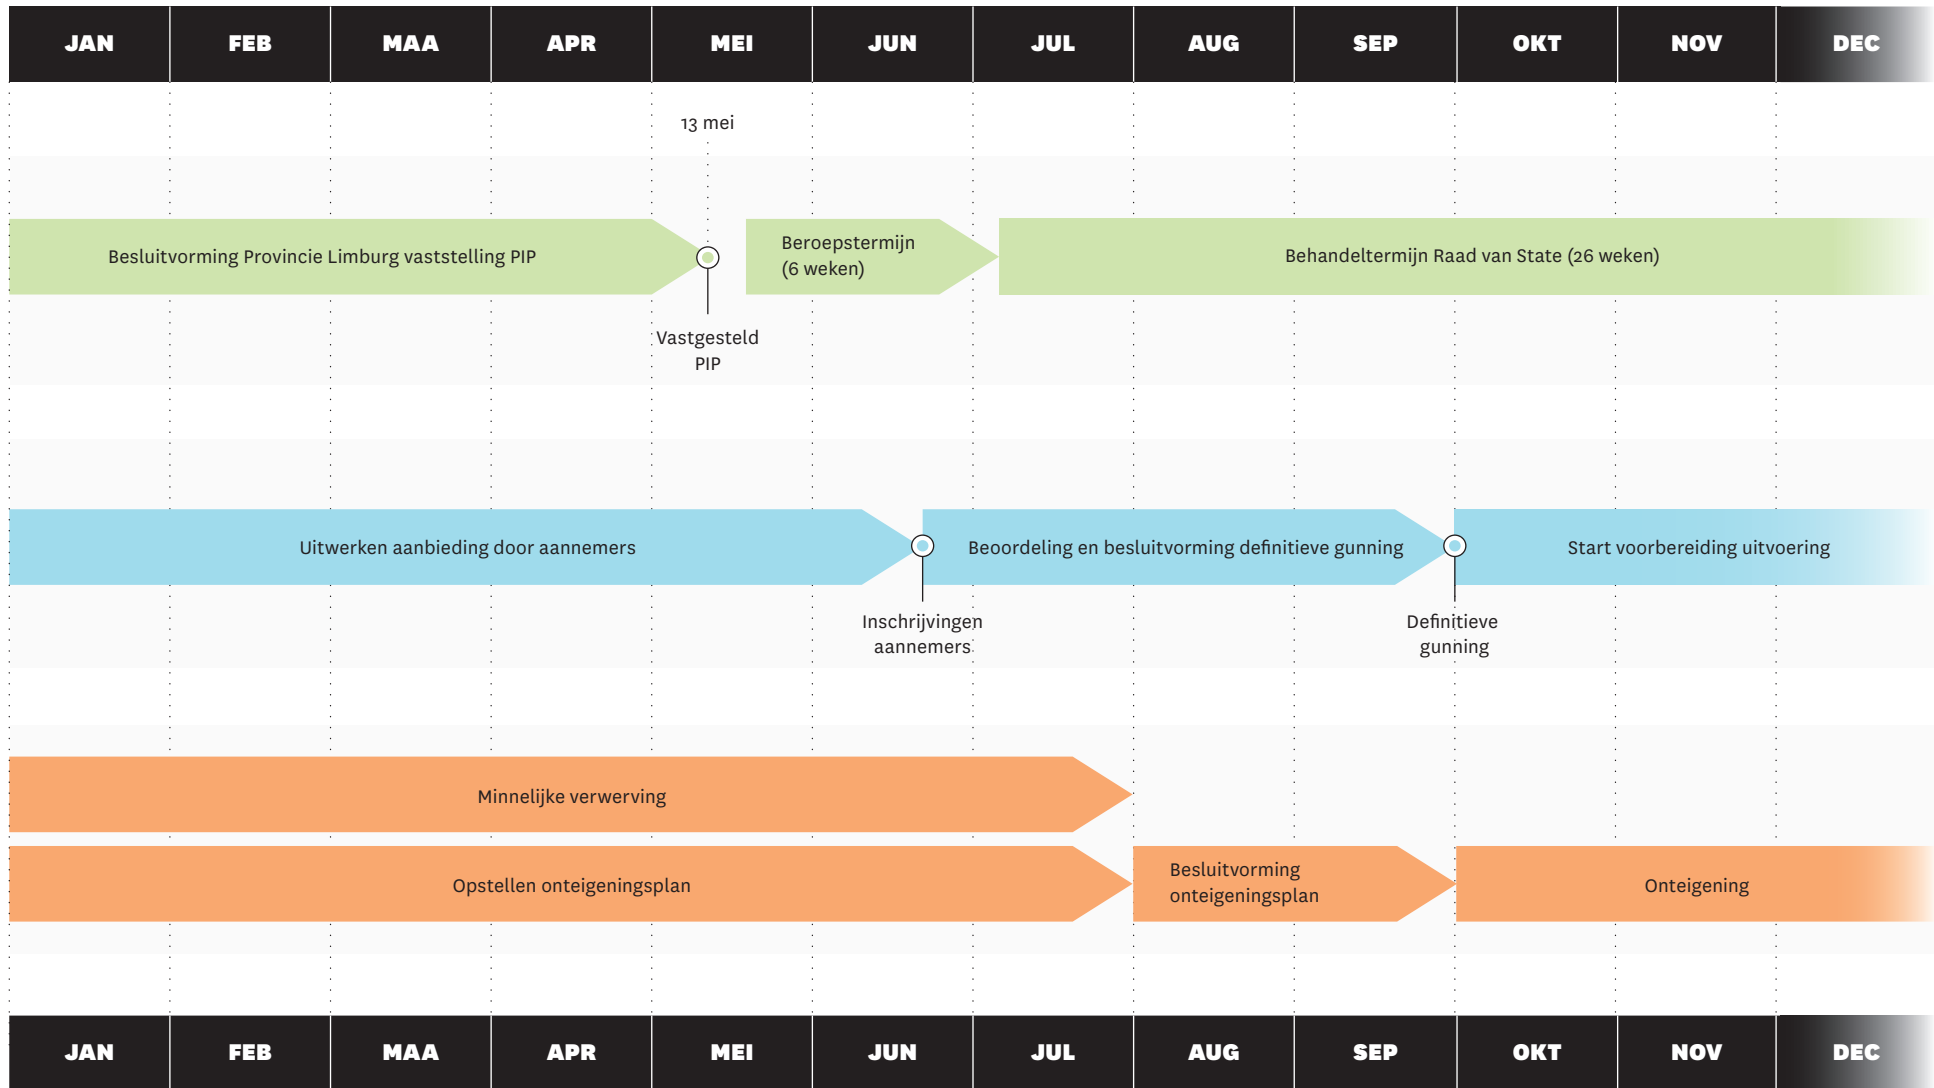 JAN FEB MAA APR MEI JUN JUL AUG SEP OKT NOV DEC
13 mei
Besluitvorming Provincie Limburg vaststelling PIP
Beroepstermijn
(6 weken)
Behandeltermijn Raad van State (26 weken)
Vastgesteld
PIP
Uitwerken aanbieding door aannemers
Beoordeling en besluitvorming definitieve gunning
Start voorbereiding uitvoering
Inschrijvingen
aannemers
Definitieve
gunning
Minnelijke verwerving
Opstellen onteigeningsplan
Besluitvorming
onteigeningsplan
Onteigening
JAN FEB MAA APR MEI JUN JUL AUG SEP OKT NOV DEC